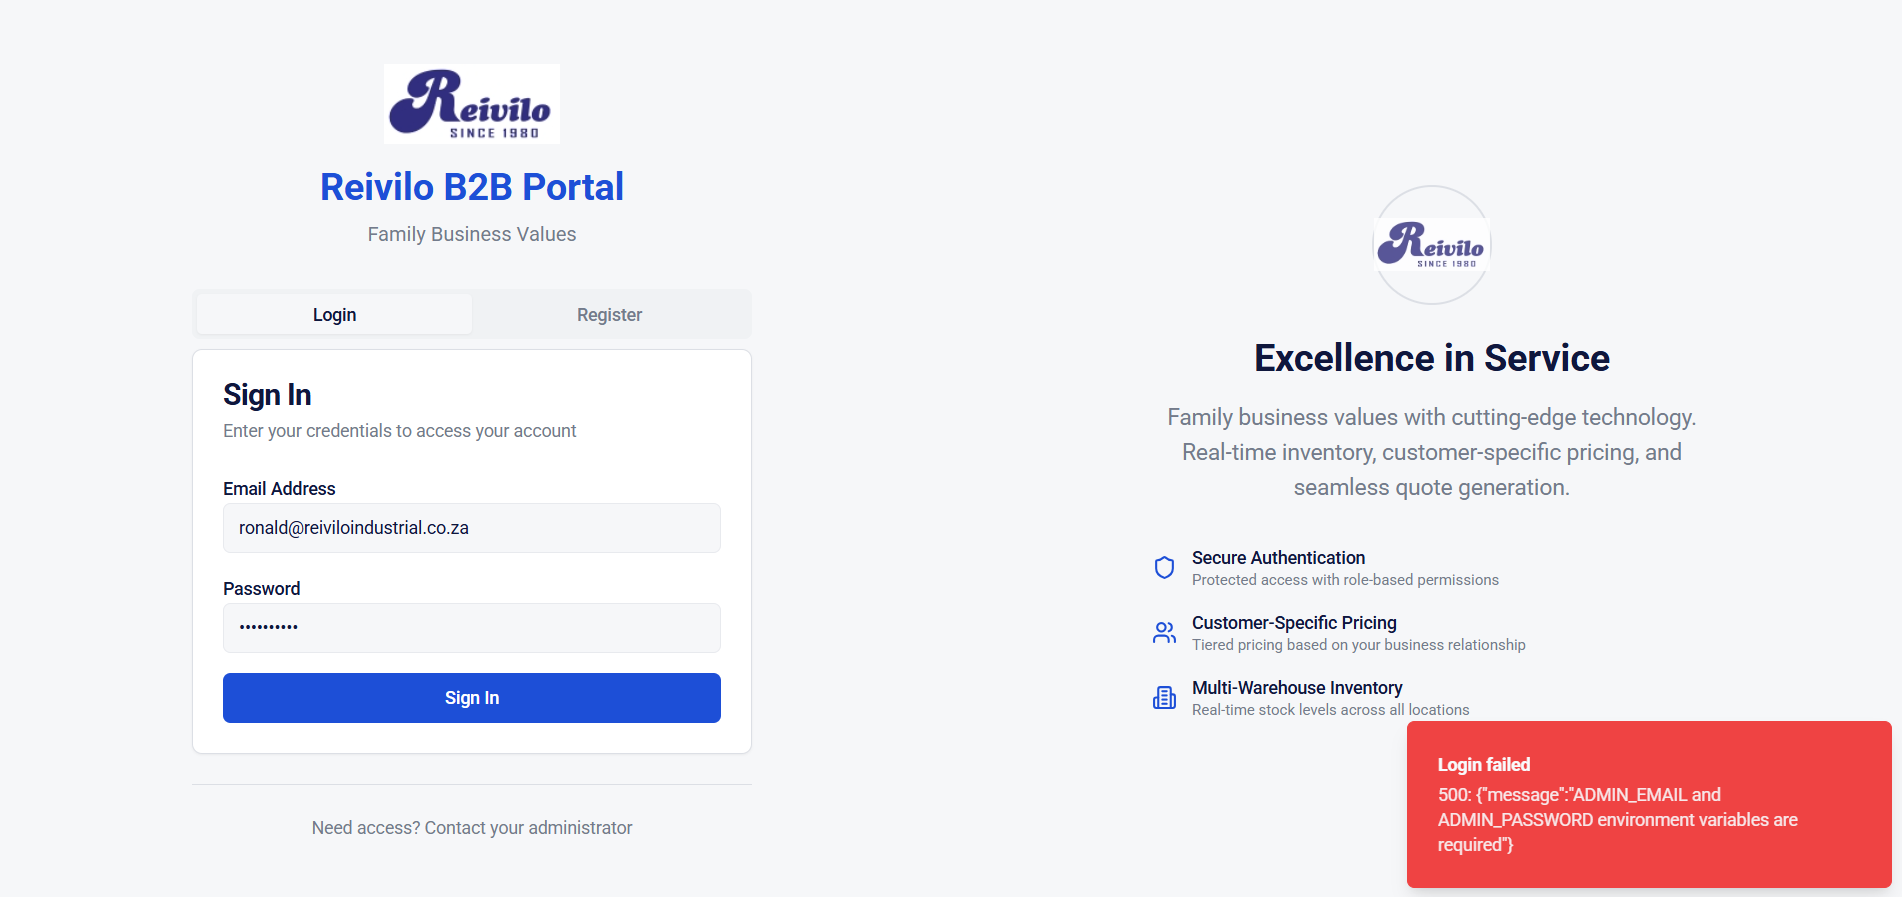 Reivilo
SINCE 1980
Reivilo B2B Portal
Family Business Values
Login
Register
Sign In
Enter your credentials to access your account
Email Address
ronald@reiviloindustrial.co.za
Password
••••••••••
Sign In
Need access? Contact your administrator
Reivilo
SINCE 1980
Excellence in Service
Family business values with cutting-edge technology.
Real-time inventory, customer-specific pricing, and
seamless quote generation.
Secure Authentication
Protected access with role-based permissions
Customer-Specific Pricing
Tiered pricing based on your business relationship
Multi-Warehouse Inventory
Real-time stock levels across all locations
Login failed
500: {"message":"ADMIN_EMAIL and
ADMIN_PASSWORD environment variables are
required"}